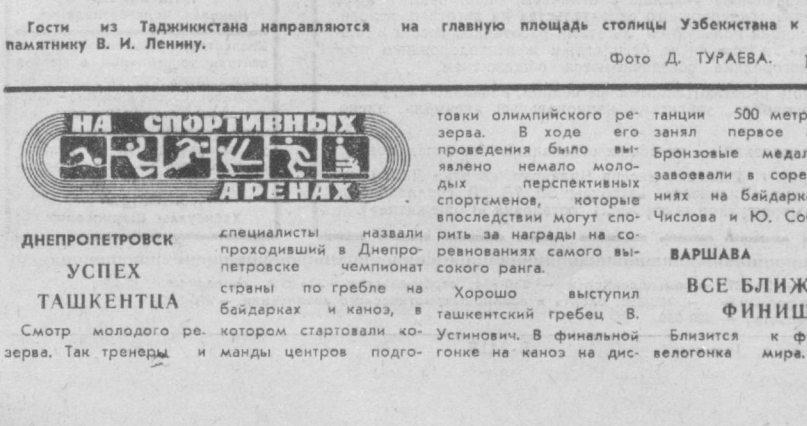 Гости из Таджикистана направляются на главную площадь столицы Узбекистана к
памятнику В. И. Ленину.
Фото Д. ТУРАЕВА.
НА СПОРТИВНЫХ
АРЕНАХ
ДНЕПРОПЕТРОВСК
УСПЕХ
ТАШКЕНТЦА
Смотр молодого ре-
зерва. Так тренеры и
специалисты назвали
проходивший в Днепро-
петровске чемпионат
страны по гребле на
байдарках и каноэ, в
котором стартовали ко-
манды центров подго-
товки олимпийского ре-
зерва. В ходе его
проведения было вы-
явлено немало моло-
дых перспективных
спортсменов, которые
впоследствии могут спо-
рить за награды на со-
ревнованиях самого вы-
сокого ранга.
Хорошо выступил
ташкентский гребец В.
Устинович. В финальной
гонке на каноэ на дис-
танции 500 метр
занял первое
Бронзовые медал
завоевали в соре
ниях на байдарк
Числова и Ю. Со
ВАРШАВА
ВСЕ БЛИЖ
ФИНИШ
Близится к ф
велогонка мира.